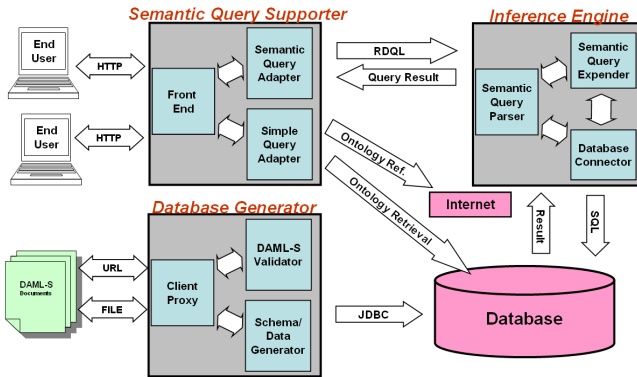 Semantic Query Supporter
Inference Engine
End
User
HTTP
Front
End
Semantic
Query
Adapter
RDQL
Query Result
Semantic
Query
Parser
Semantic
Query
Expender
End
User
HTTP
Simple
Query
Adapter
Ontology Ref.
Ontology Retrieval
Internet
Database
Connector
Result
SQL
Database Generator
DAML-S
Documents
URL
FILE
Client
Proxy
DAML-S
Validator
Schema/
Data
Generator
JDBC
Database